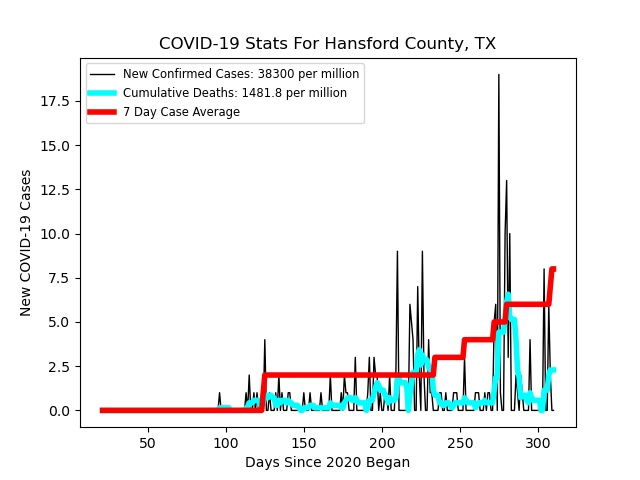 COVID-19 Stats For Hansford County, TX
New Confirmed Cases: 38300 per million
Cumulative Deaths: 1481.8 per million
7 Day Case Average
New COVID-19 Cases
17.5
15.0
12.5
10.0
7.5
5.0
2.5
0.0
50 100 150 200 250 300
Days Since 2020 Began